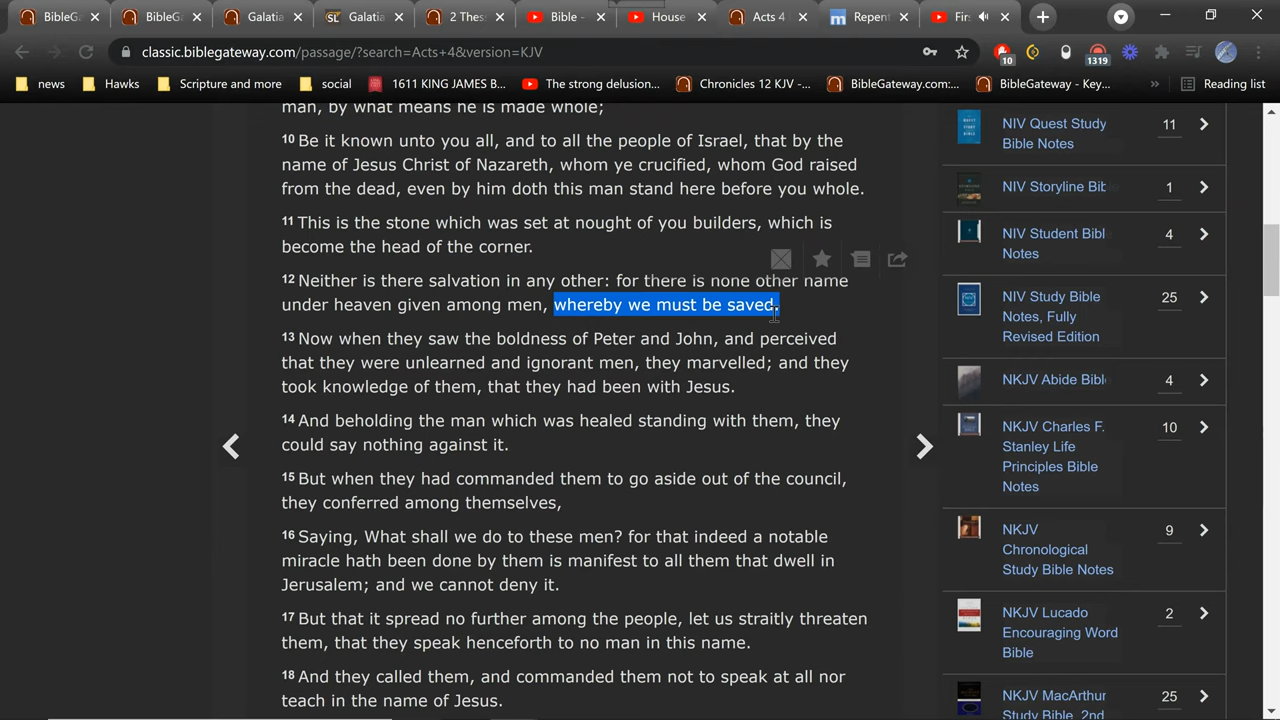 BibleG
BibleG
Galatia
Galatia
2 Thess
Bible -
House
Acts 4
Repent
Firs
classic.biblegateway.com/passage/?search=Acts+4&version=KJV
10
1319
news
Hawks
Scripture and more
social
1611 KING JAMES B...
The strong delusion...
Chronicles 12 KJV -...
BibleGateway.com:...
BibleGateway - Key...
»
Reading list
man, by what means he is made whole;
10 Be it known unto you all, and to all the people of Israel, that by the
name of Jesus Christ of Nazareth, whom ye crucified, whom God raised
from the dead, even by him doth this man stand here before you whole.
11 This is the stone which was set at nought of you builders, which is
become the head of the corner.
12 Neither is there salvation in any other: for there is none other name
under heaven given among men, whereby we must be saved.
13 Now when they saw the boldness of Peter and John, and perceived
that they were unlearned and ignorant men, they marvelled; and they
took knowledge of them, that they had been with Jesus.
14 And beholding the man which was healed standing with them, they
could say nothing against it.
15 But when they had commanded them to go aside out of the council,
they conferred among themselves,
16 Saying, What shall we do to these men? for that indeed a notable
miracle hath been done by them is manifest to all them that dwell in
Jerusalem; and we cannot deny it.
17 But that it spread no further among the people, let us straitly threaten
them, that they speak henceforth to no man in this name.
18 And they called them, and commanded them not to speak at all nor
teach in the name of Jesus.
NIV Quest Study
Bible Notes
11
NIV Storyline Bib
1
NIV Student Bibl
Notes
4
NIV Study Bible
Notes, Fully
Revised Edition
25
NKJV Abide Bibl
4
NKJV Charles F.
Stanley Life
Principles Bible
Notes
10
NKJV
Chronological
Study Bible Notes
9
NKJV Lucado
Encouraging Word
Bible
2
NKJV MacArthur
Study Bible, 2nd
25